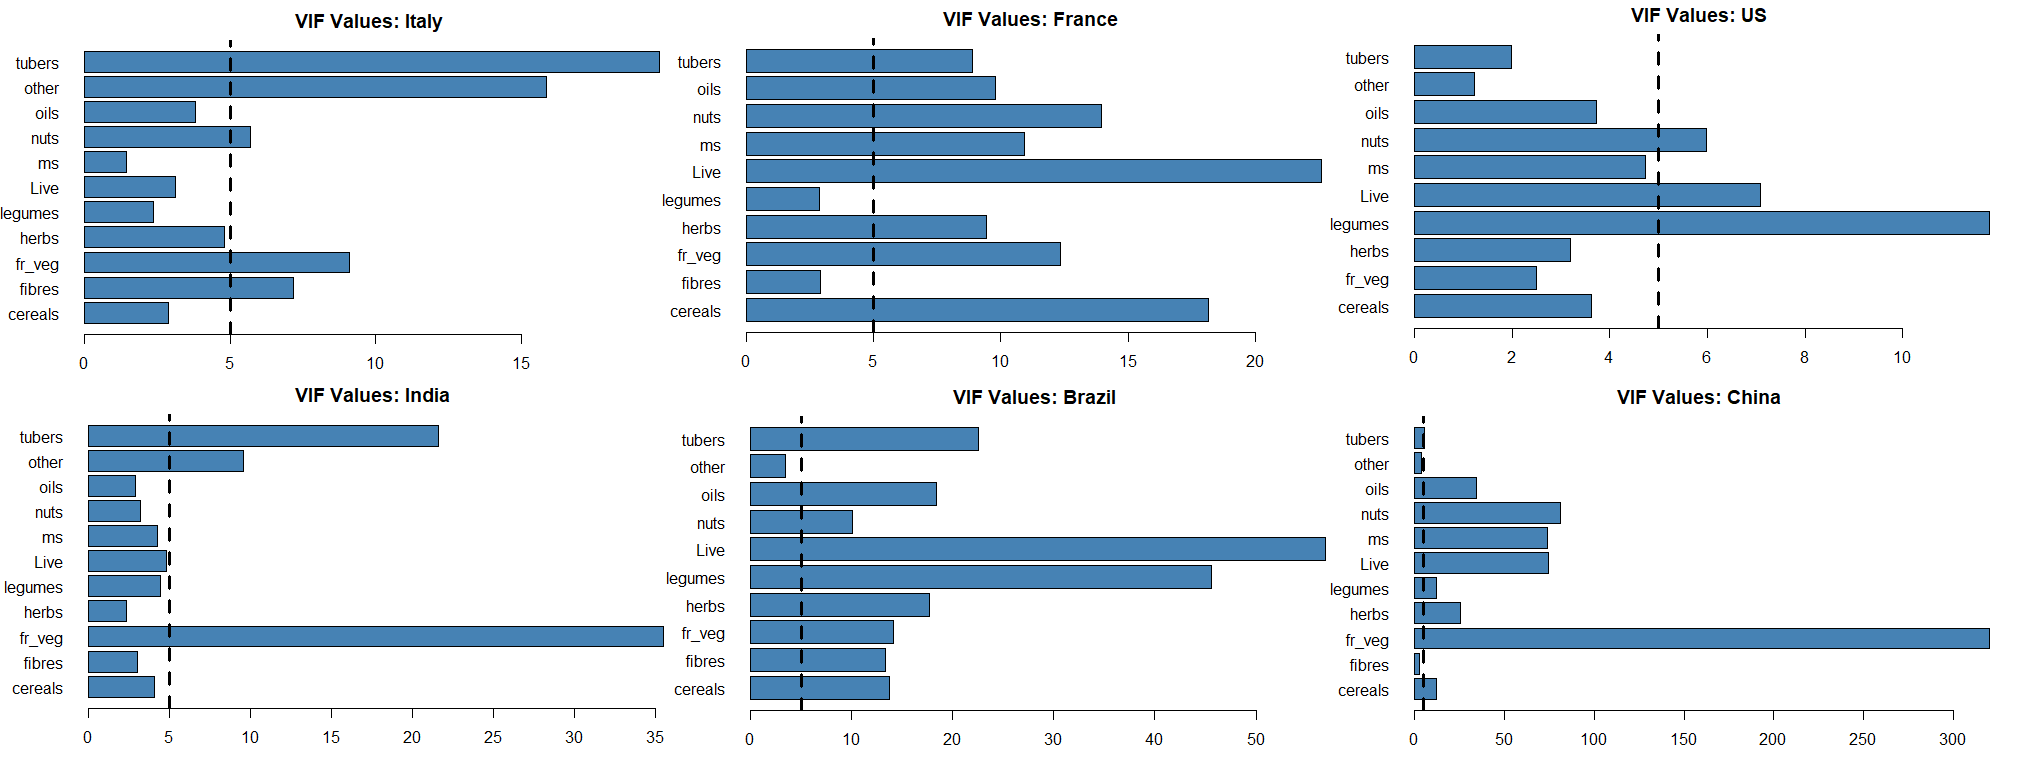 VIF Values: Italy
tubers
other
oils
nuts
ms
Live
legumes
herbs
fr_veg
fibres
cereals
0 5 10 15
VIF Values: France
tubers
oils
nuts
ms
Live
legumes
herbs
fr_veg
fibres
cereals
0 5 10 15 20
VIF Values: US
tubers
other
oils
nuts
ms
Live
legumes
herbs
fr_veg
cereals
0 2 4 6 8 10
VIF Values: India
tubers
other
oils
nuts
ms
Live
legumes
herbs
fr_veg
fibres
cereals
0 5 10 15 20 25 30 35
VIF Values: Brazil
tubers
other
oils
nuts
Live
legumes
herbs
fr_veg
fibres
cereals
0 10 20 30 40 50
VIF Values: China
tubers
other
oils
nuts
ms
Live
legumes
herbs
fr_veg
fibres
cereals
0 50 100 150 200 250 300